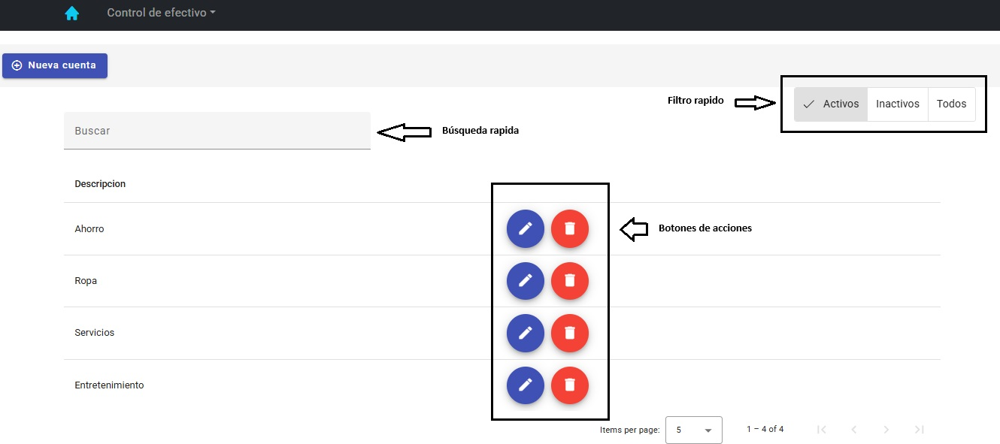 Control de efectivo
Nueva cuenta
Filtro rapido
Activos
Inactivos
Todos
Buscar
Búsqueda rapida
Descripcion
Ahorro
Botones de acciones
Ropa
Servicios
Entretenimiento
Items per page:
5
1 – 4 of 4